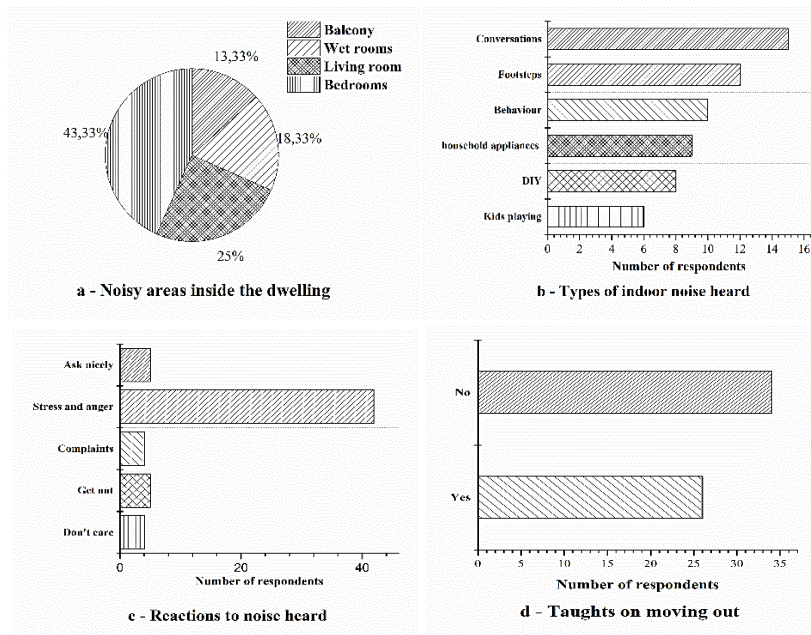 Balcony
Wet rooms
Living room
Bedrooms
13,33%
18,33%
25%
43,33%
a - Noisy areas inside the dwelling
Conversations
Footsteps
Behaviour
household appliances
DIY
Kids playing
0 2 4 6 8 10 12 14 16
Number of respondents
b - Types of indoor noise heard
Ask nicely
Stress and anger
Complaints
Get out
Don't care
0 20 40
Number of respondents
c - Reactions to noise heard
No
Yes
0 5 10 15 20 25 30 35
Number of respondents
d - Taughts on moving out